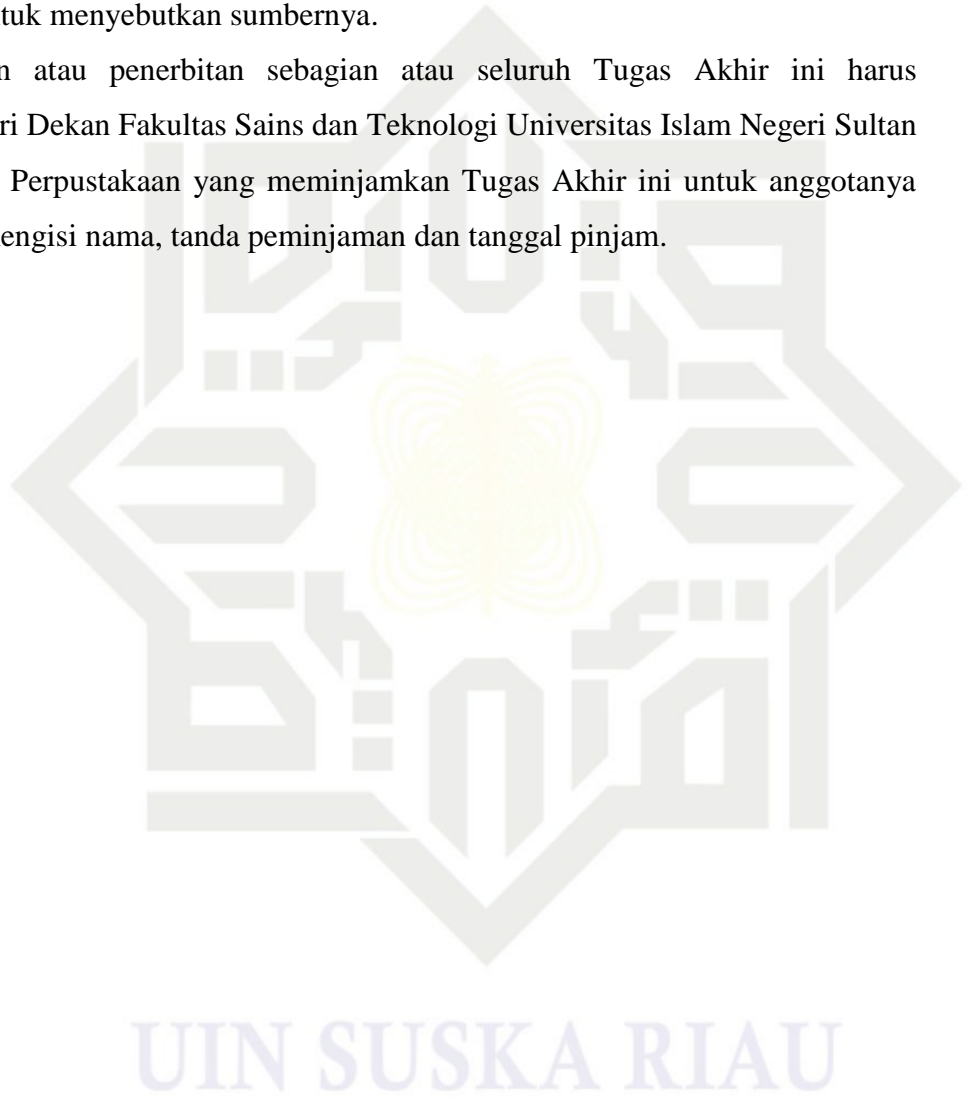 tuk menyebutkan sumbernya.
n atau penerbitan sebagian atau seluruh Tugas Akhir ini harus
ri Dekan Fakultas Sains dan Teknologi Universitas Islam Negeri Sultan
Perpustakaan yang meminjamkan Tugas Akhir ini untuk anggotanya
engisi nama, tanda peminjaman dan tanggal pinjam.
UIN SUSKA RIAU